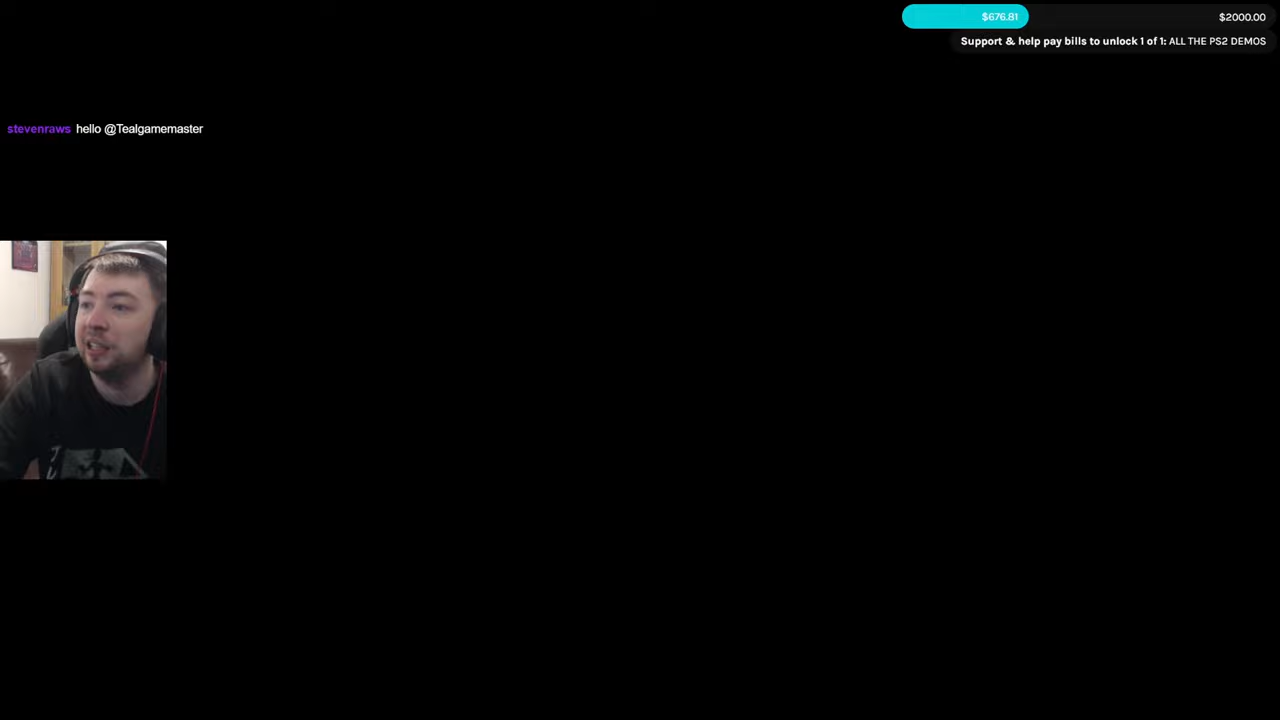 $676.81 $2000.00
Support & help pay bills to unlock 1 of 1: ALL THE PS2 DEMOS
stevenraws hello @Tealgamemaster